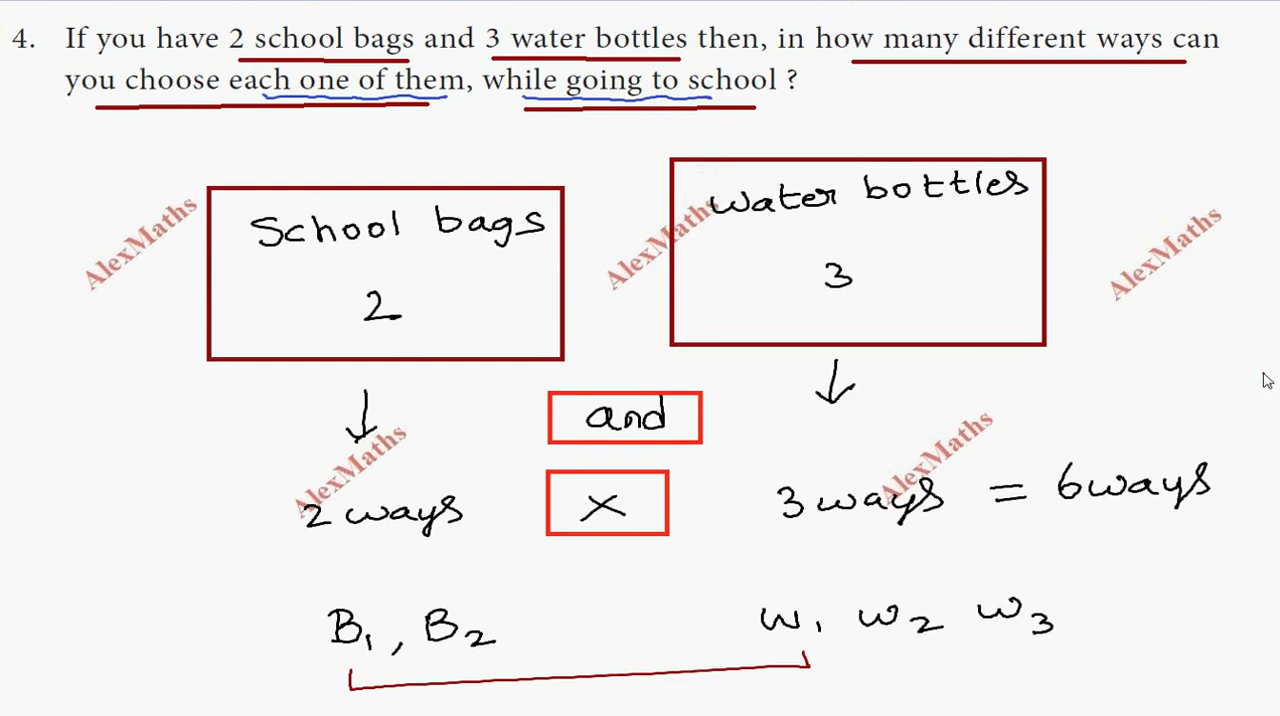 4. If you have 2 school bags and 3 water bottles then, in how many different ways can
you choose each one of them, while going to school ?
School bags
2
water bottles
3
AlexMaths
AlexMaths
AlexMaths
and
AlexMaths
AlexMaths
2 ways × 3 ways = 6 ways
B1, B2 W1 W2 W3